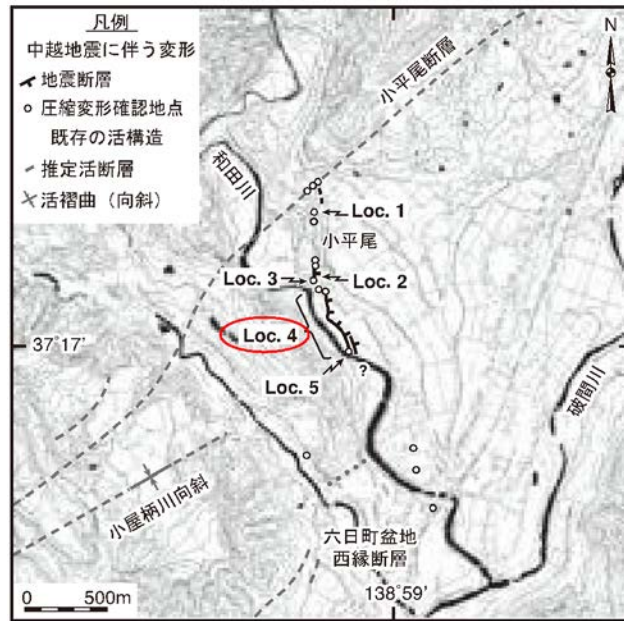 凡例
中越地震に伴う変形
地震断層
圧縮変形確認地点
既存の活構造
推定活断層
活褶曲（向斜）
N
小平尾断層
和田川
Loc. 1
小平尾
Loc. 3
Loc. 2
Loc. 4
37°17'
Loc. 5
?
破間川
小屋柄川向斜
六日町盆地
西縁断層
0 500m
138°59'